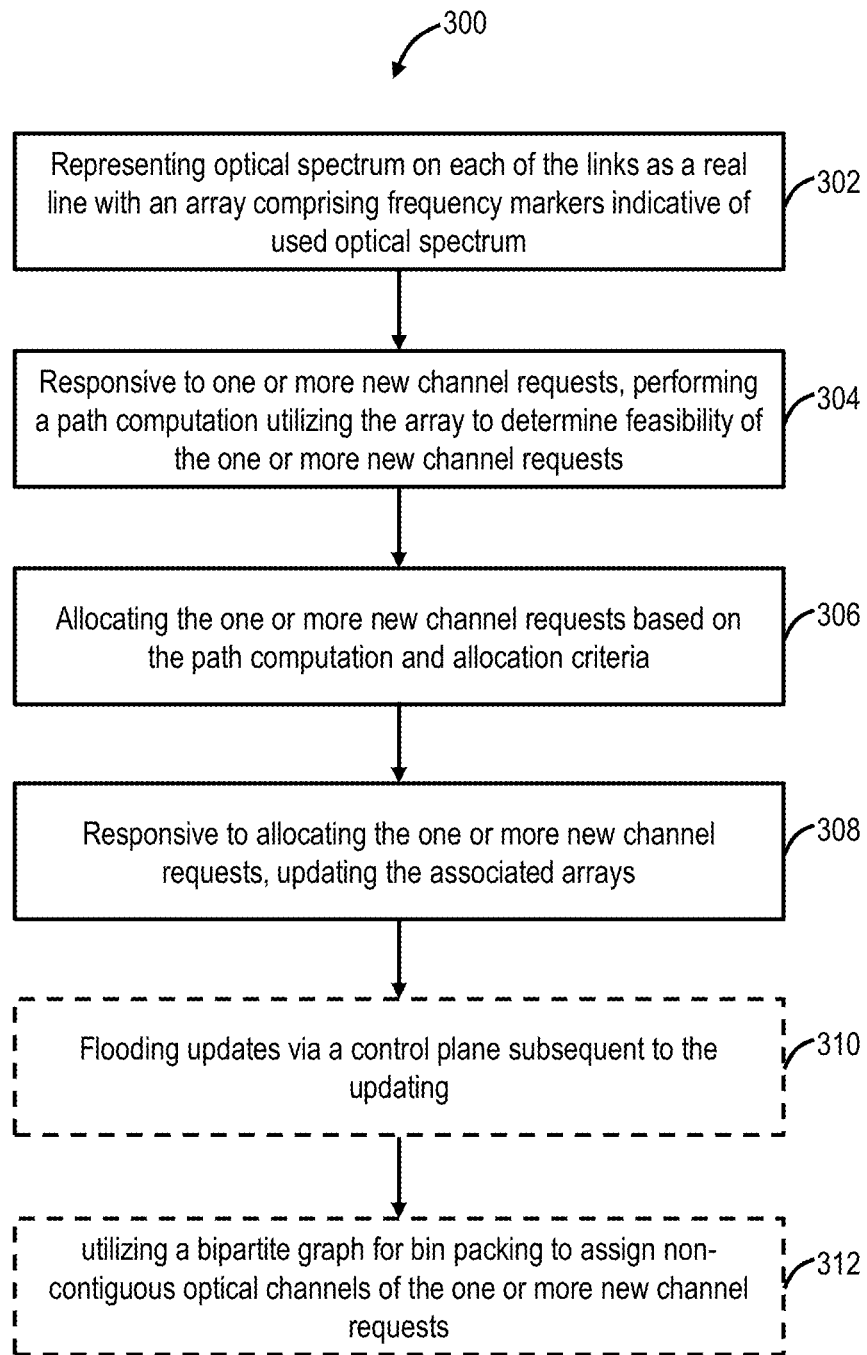 300
Representing optical spectrum on each of the links as a real
line with an array comprising frequency markers indicative of
used optical spectrum
302
Responsive to one or more new channel requests, performing
a path computation utilizing the array to determine feasibility of
the one or more new channel requests
304
Allocating the one or more new channel requests based on
the path computation and allocation criteria
306
Responsive to allocating the one or more new channel
requests, updating the associated arrays
308
Flooding updates via a control plane subsequent to the
updating
310
utilizing a bipartite graph for bin packing to assign non-
contiguous optical channels of the one or more new channel
requests
312